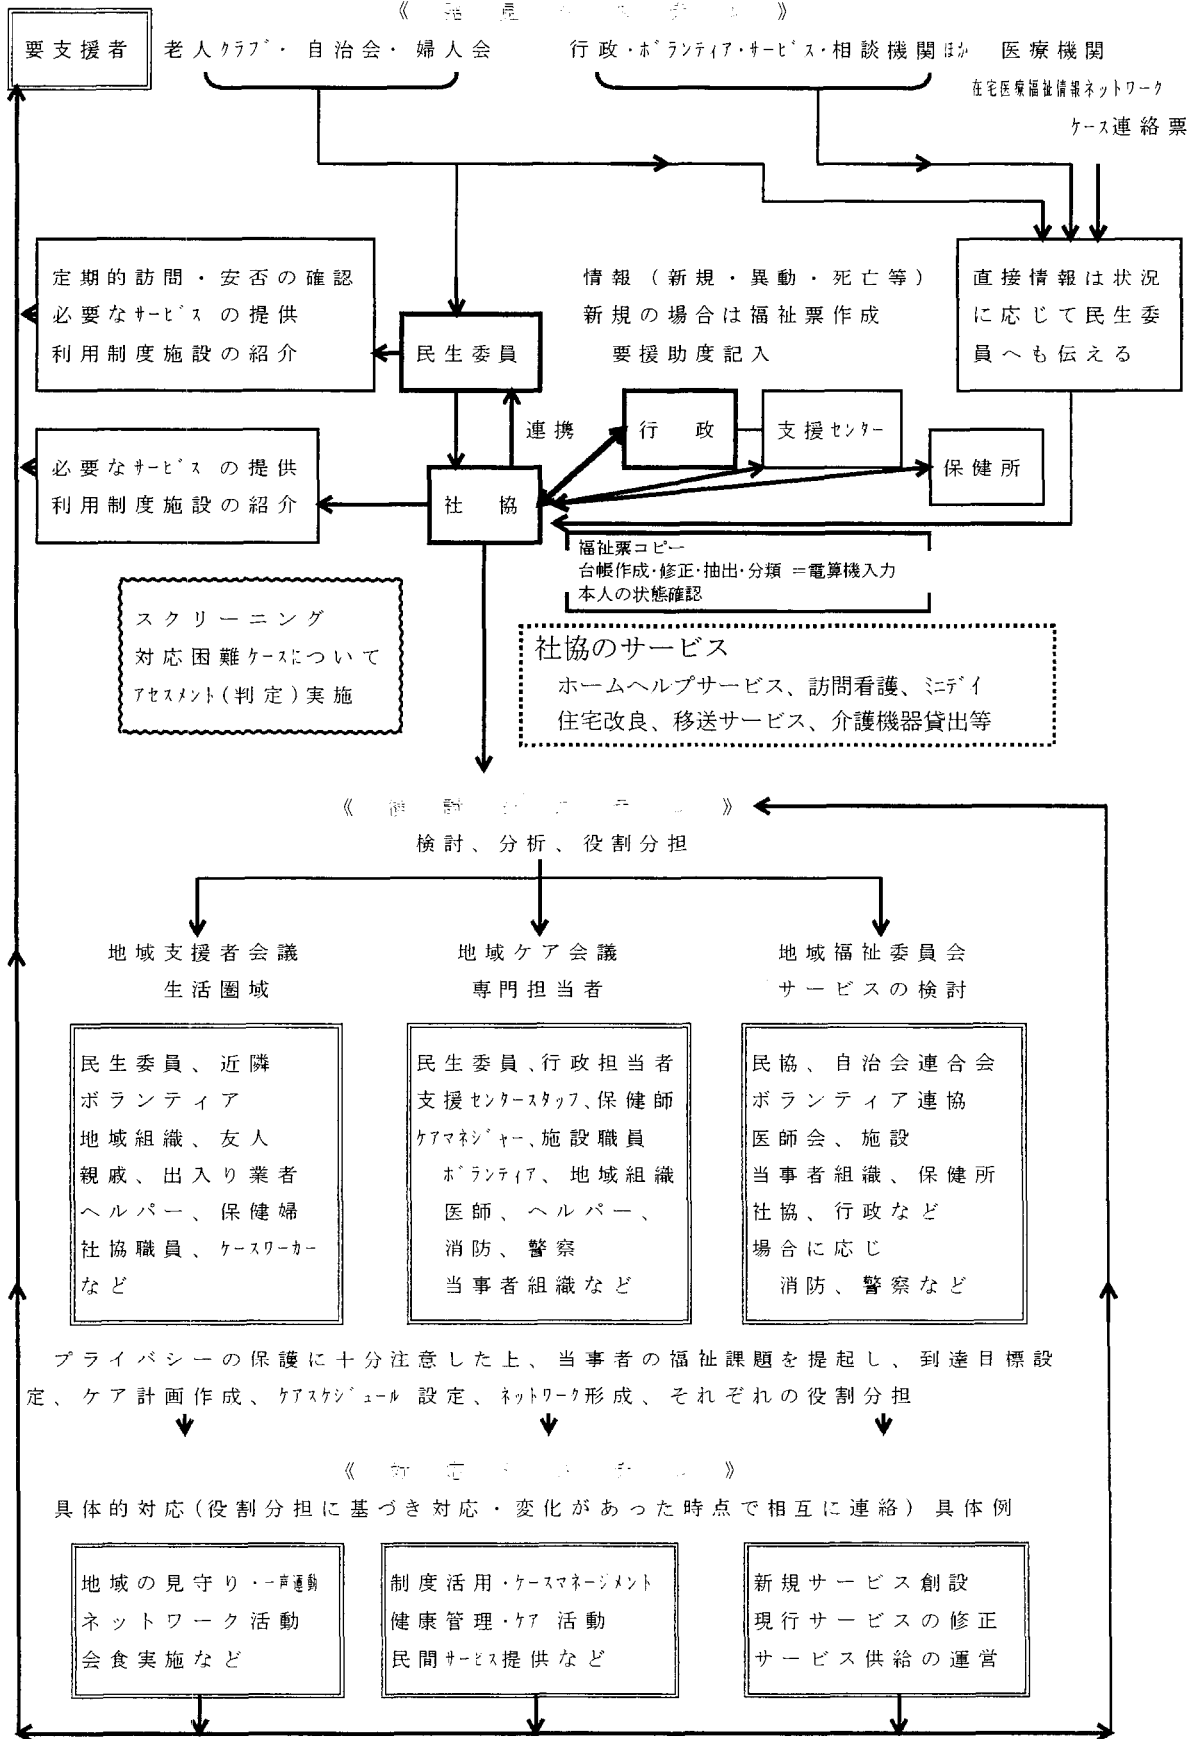 《 発 見 シ ス テ ム 》
要支援者 老人クラブ・自治会・婦人会 行政・ボランティア・サービス・相談機関ほか 医療機関
在宅医療福祉情報ネットワーク
ケース連絡票
定期的訪問・安否の確認
必要なサービスの提供
利用制度施設の紹介
民生委員
情報(新規・異動・死亡等)
新規の場合は福祉票作成
要援助度記入
直接情報は状況
に応じて民生委
員へも伝える
連携
行 政
支援センター
保健所
必要なサービスの提供
利用制度施設の紹介
社 協
福祉票コピー
台帳作成・修正・抽出・分類 =電算機入力
本人の状態確認
スクリーニング
対応困難ケースについて
アセスメント(判定)実施
社協のサービス
ホームヘルプサービス、訪問看護、ミニデイ
住宅改良、移送サービス、介護機器貸出等
《 検 討 シ ス テ ム 》
検討、分析、役割分担
地域支援者会議
生活圏域
地域ケア会議
専門担当者
地域福祉委員会
サービスの検討
民生委員、近隣
ボランティア
地域組織、友人
親戚、出入り業者
ヘルパー、保健婦
社協職員、ケースワーカー
など
民生委員、行政担当者
支援センタースタッフ、保健師
ケアマネジャー、施設職員
ボランティア、地域組織
医師、ヘルパー、
消防、警察
当事者組織など
民協、自治会連合会
ボランティア連協
医師会、施設
当事者組織、保健所
社協、行政など
場合に応じ
消防、警察など
プライバシーの保護に十分注意した上、当事者の福祉課題を提起し、到達目標設
定、ケア計画作成、ケアスケジュール設定、ネットワーク形成、それぞれの役割分担
《 対 応 シ ス テ ム 》
具体的対応(役割分担に基づき対応・変化があった時点で相互に連絡)具体例
地域の見守り・一声運動
ネットワーク活動
会食実施など
制度活用・ケースマネージメント
健康管理・ケア活動
民間サービス提供など
新規サービス創設
現行サービスの修正
サービス供給の運営